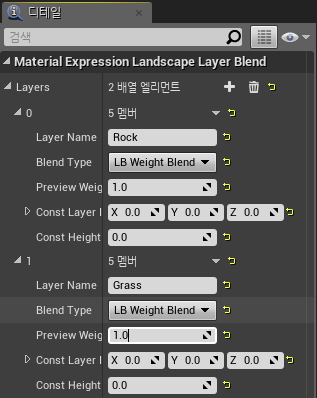 디테일
검색
Material Expression Landscape Layer Blend
Layers 2 배열 엘리먼트
0 5 멤버
Layer Name Rock
Blend Type LB Weight Blend
Preview Weig 1.0
Const Layer I X 0.0 Y 0.0 Z 0.0
Const Height 0.0
1 5 멤버
Layer Name Grass
Blend Type LB Weight Blend
Preview Weig 1.0
Const Layer I X 0.0 Y 0.0 Z 0.0
Const Height 0.0